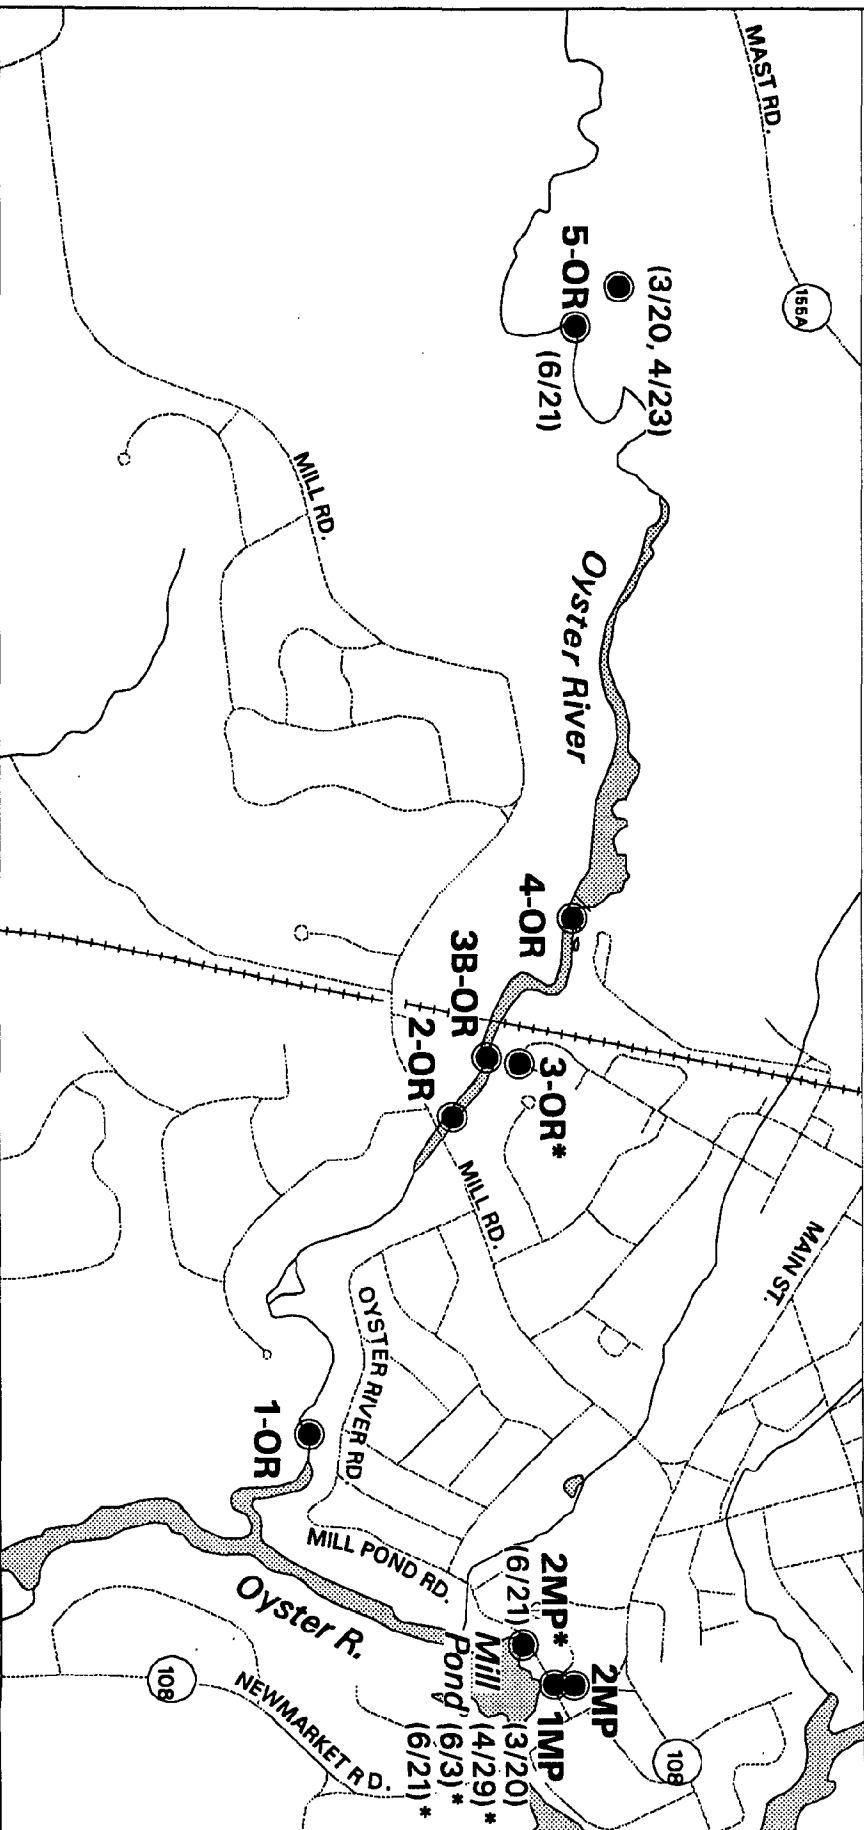 MAST RD.
155A
(3/20, 4/23)
5-OR
(6/21)
MILL RD.
Oyster River
4-OR
3B-OR
3-OR*
2-OR
MILL RD.
MAIN ST.
OYSTER RIVER RD.
1-OR
MILL POND RD.
Oyster R.
108
NEWMARKET RD.
2MP*
(6/21)
Mill
Pond
2MP
1MP
(3/20)
(4/29)*
(6/3)*
(6/21)*
108